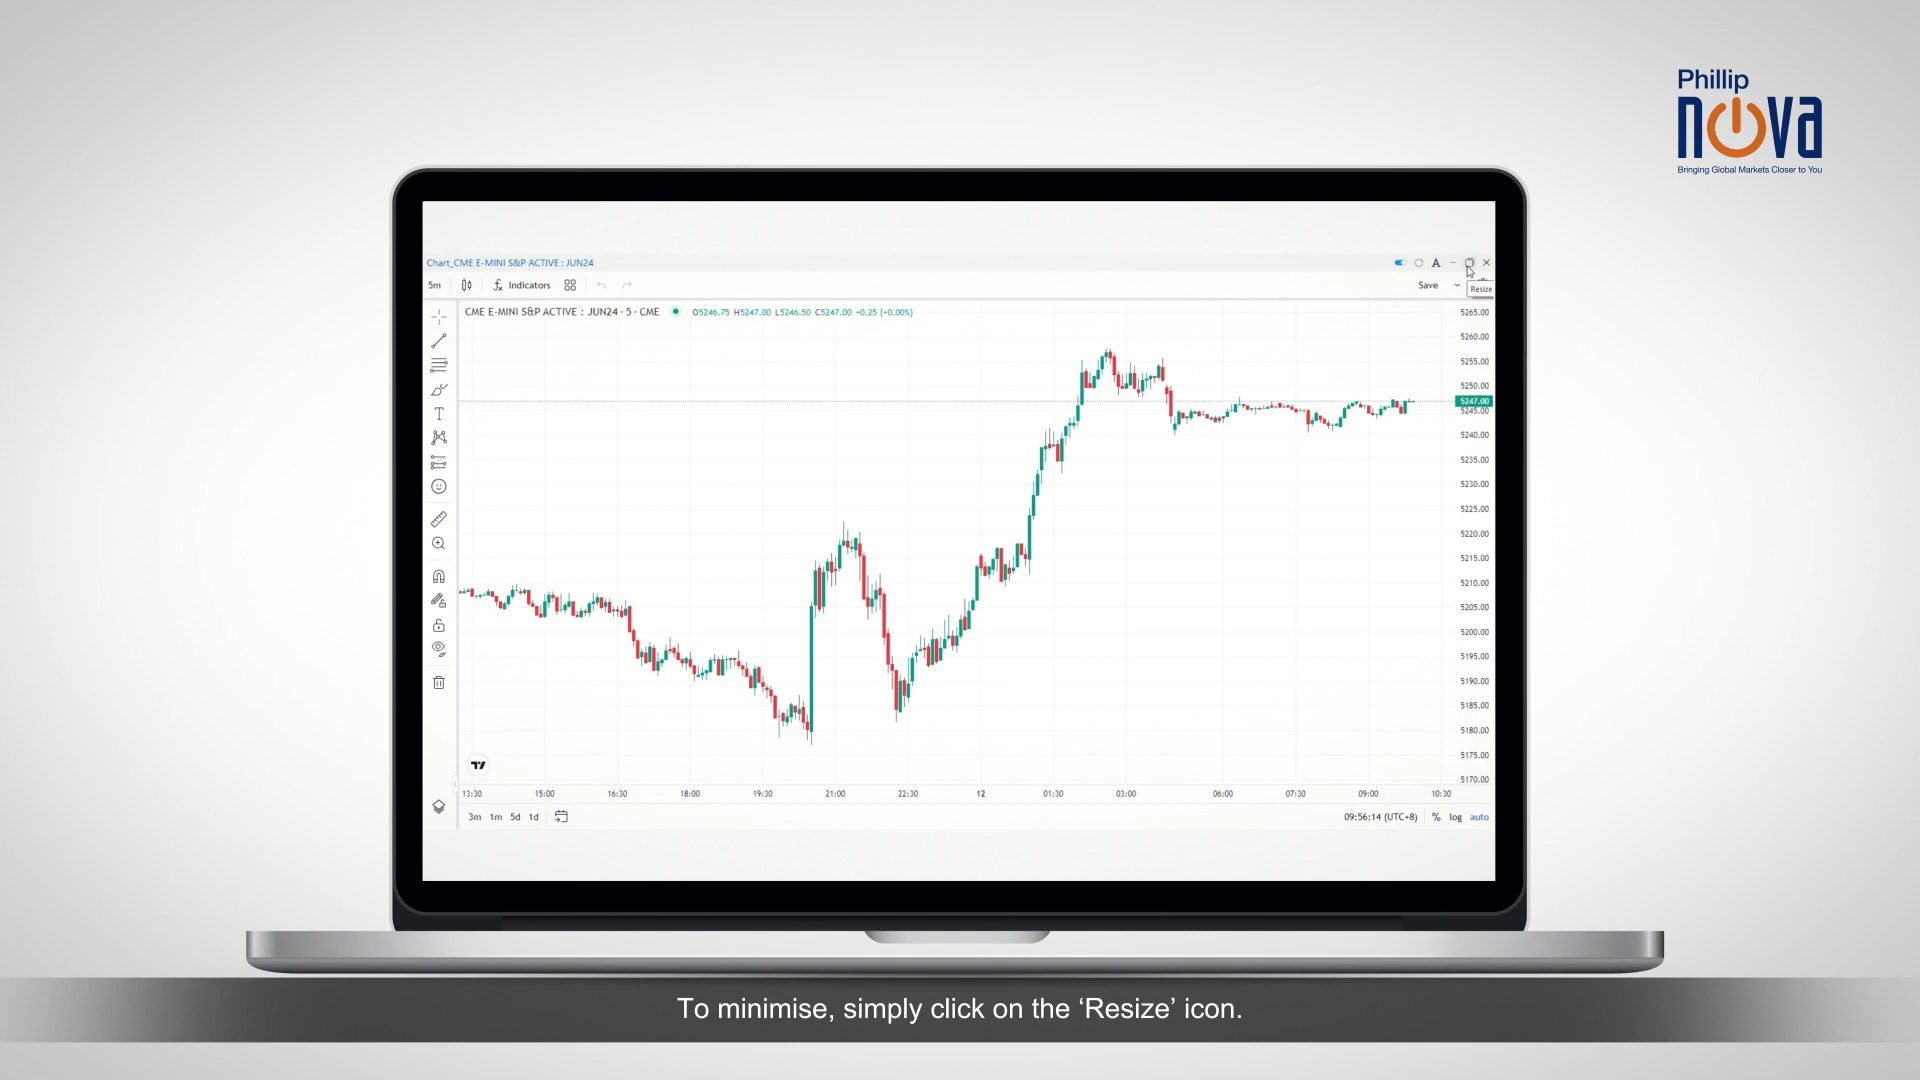 Phillip
nova
Bringing Global Markets Closer to You
Chart_CME E-MINI S&P ACTIVE : JUN24
A
5m
Indicators
Save
Resize
CME E-MINI S&P ACTIVE : JUN24 · 5 · CME
O5246.75 H5247.00 L5246.50 C5247.00 +0.25 (+0.00%)
5265.00
5260.00
5255.00
5250.00
5247.00
5245.00
5240.00
5235.00
5230.00
5225.00
5220.00
5215.00
5210.00
5205.00
5200.00
5195.00
5190.00
5185.00
5180.00
5175.00
5170.00
13:30 15:00 16:30 18:00 19:30 21:00 22:30 12 01:30 03:00 06:00 07:30 09:00 10:30
3m 1m 5d 1d
09:56:14 (UTC+8) % log auto
To minimise, simply click on the ‘Resize’ icon.